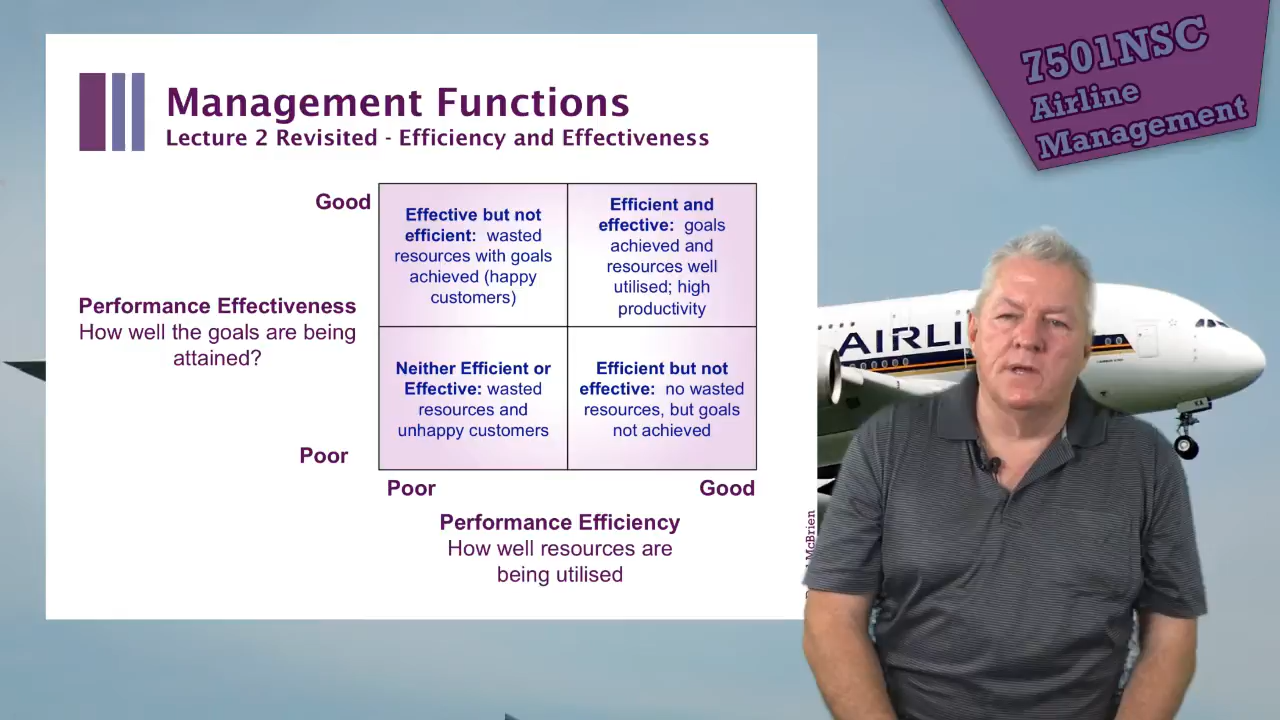 7501NSC
Airline
Management
Management Functions
Lecture 2 Revisited - Efficiency and Effectiveness
Good
Effective but not
efficient: wasted
resources with goals
achieved (happy
customers)
Efficient and
effective: goals
achieved and
resources well
utilised; high
productivity
Performance Effectiveness
How well the goals are being
attained?
Neither Efficient or
Effective: wasted
resources and
unhappy customers
Efficient but not
effective: no wasted
resources, but goals
not achieved
Poor
Poor
Good
Performance Efficiency
How well resources are
being utilised
McBrien
AIRLI